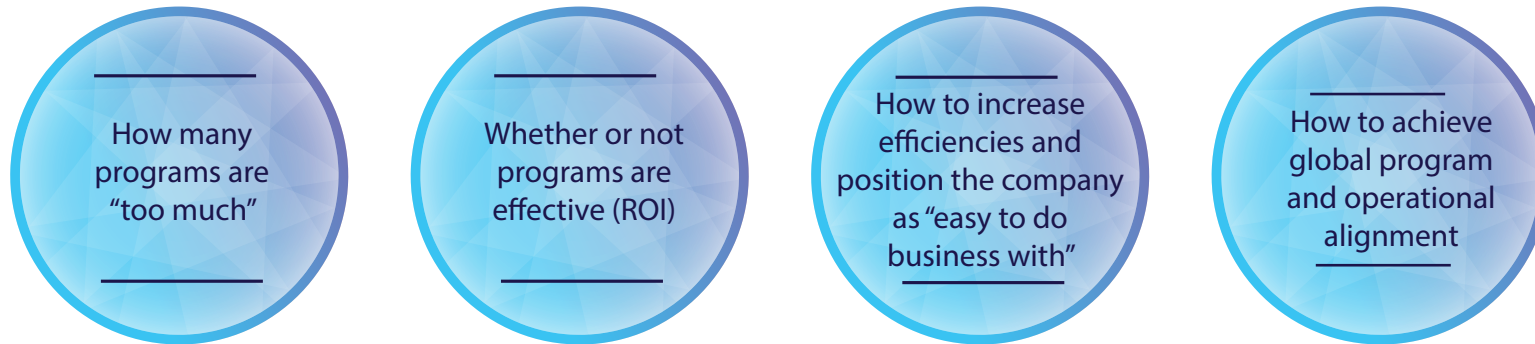 How many
programs are
“too much”
Whether or not
programs are
effective (ROI)
How to increase
efficiencies and
position the company
as “easy to do
business with”
How to achieve
global program
and operational
alignment